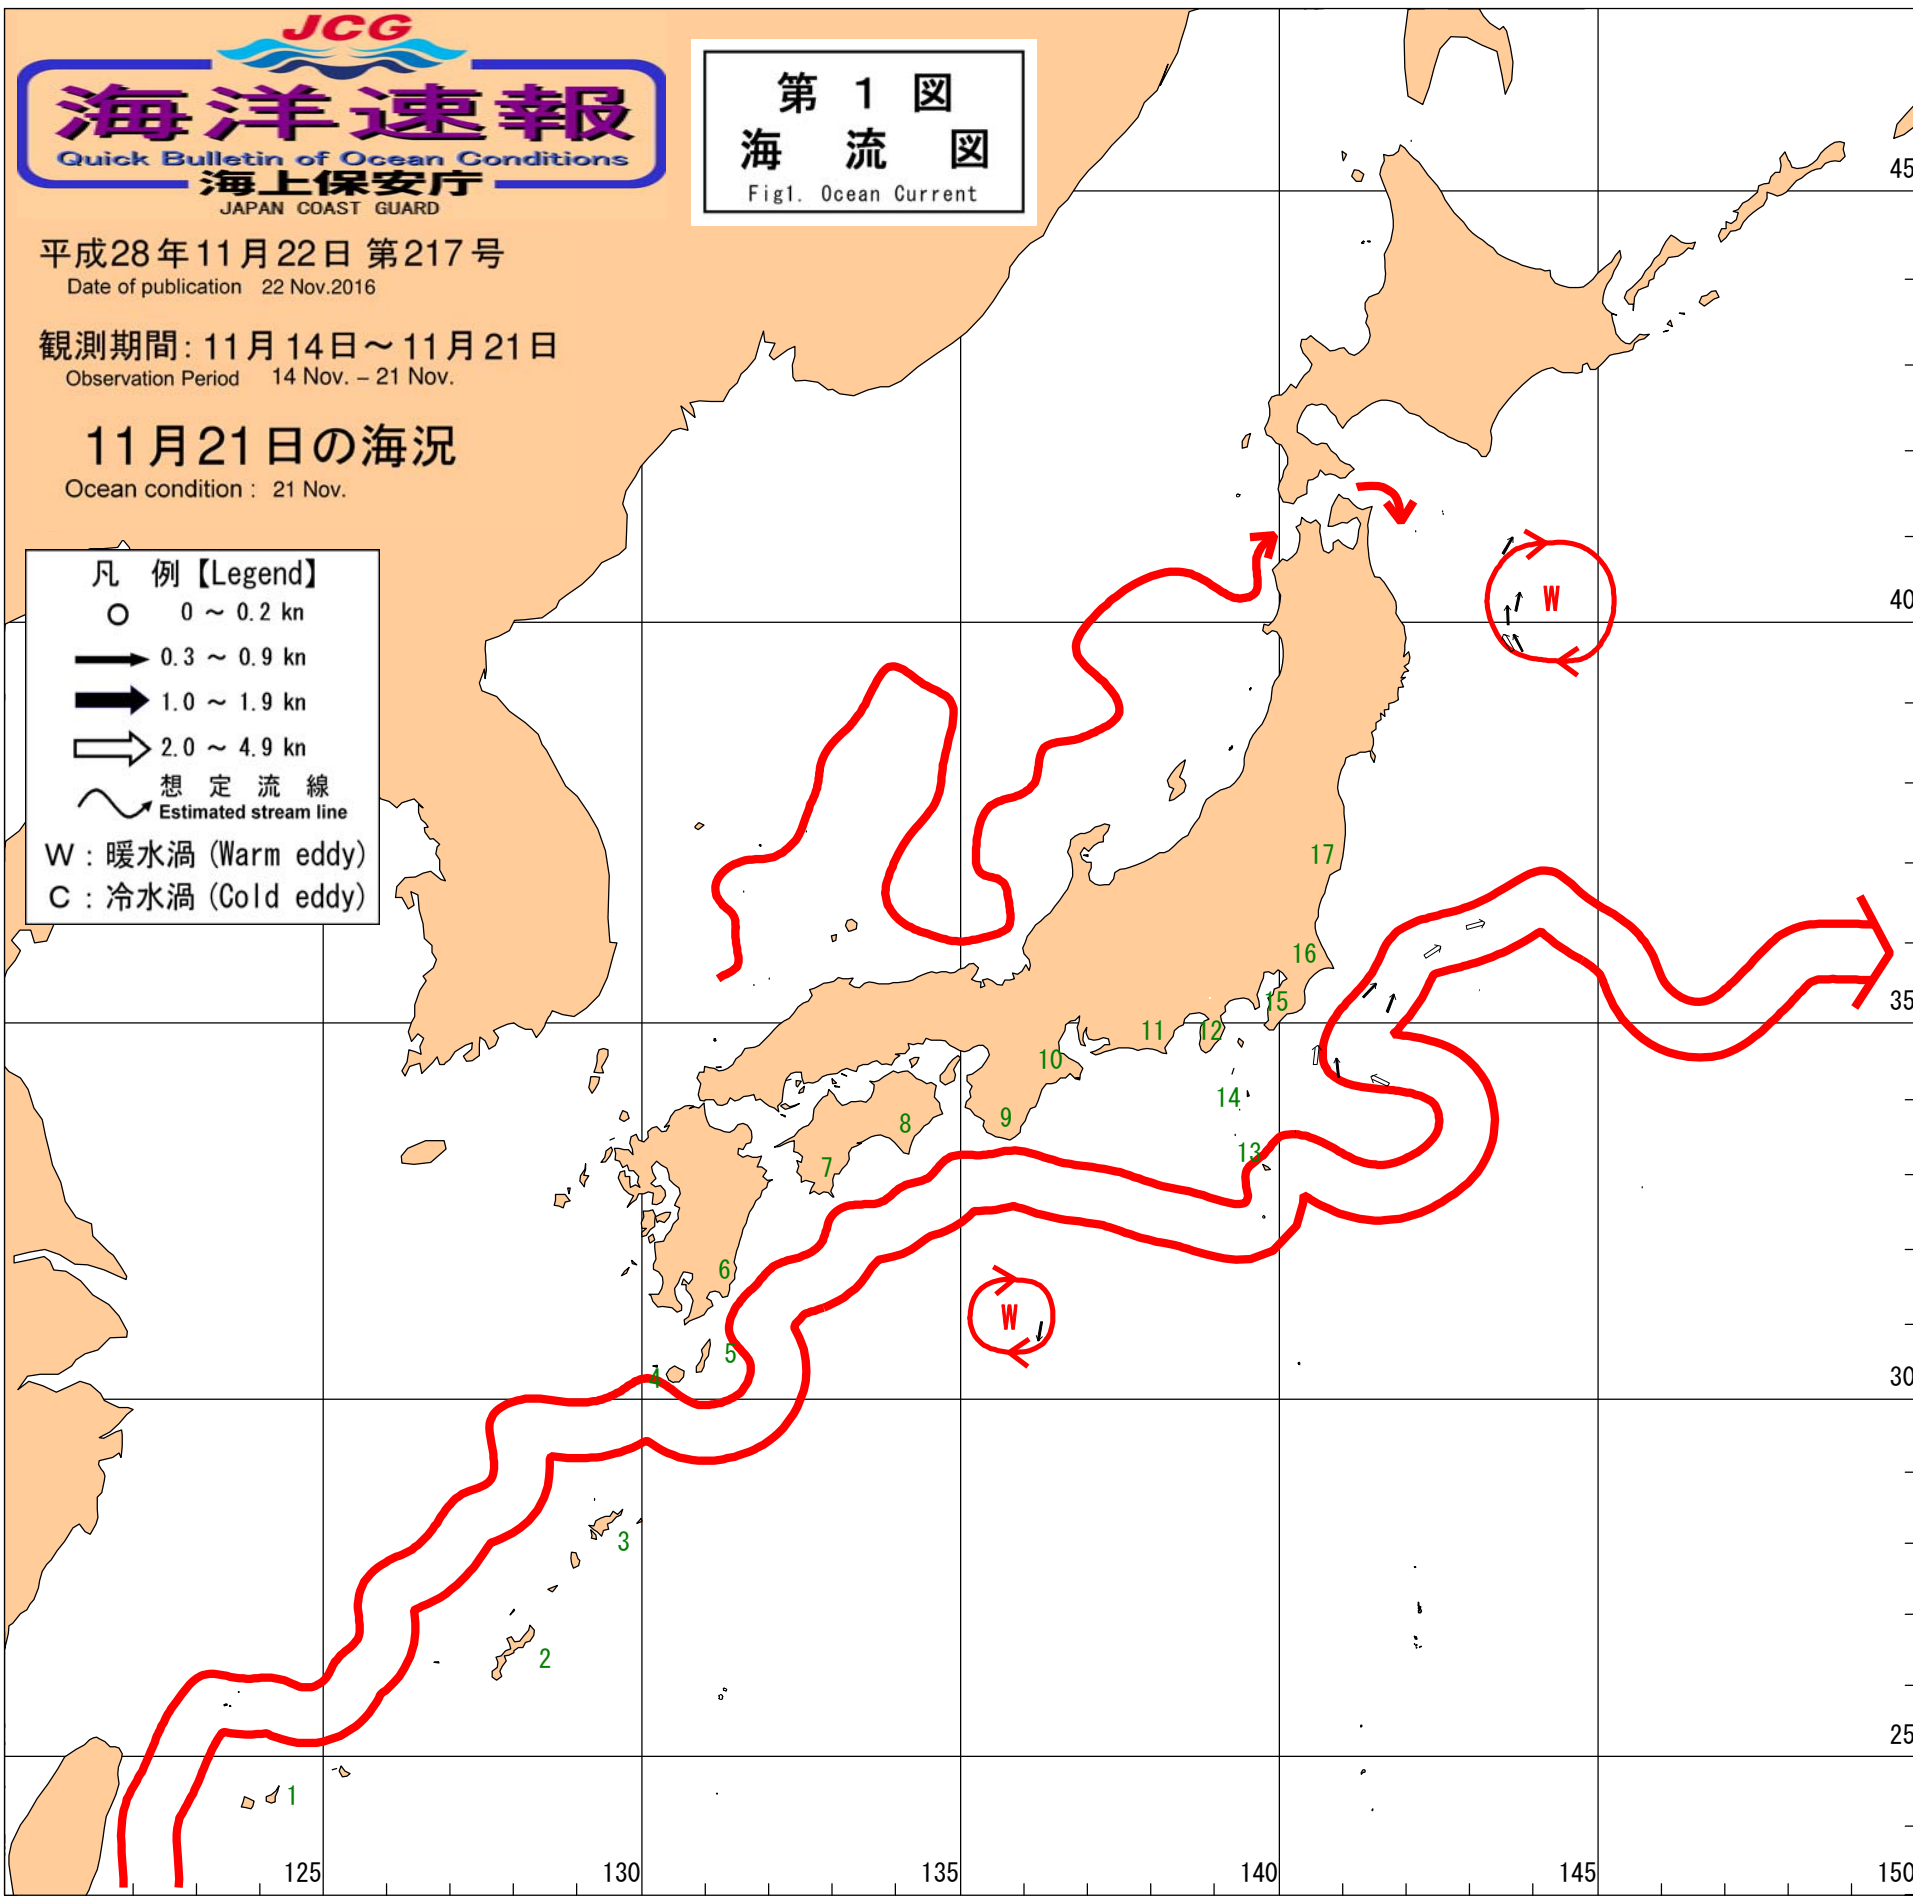 JCG
海洋速報
Quick Bulletin of Ocean Conditions
海上保安庁
JAPAN COAST GUARD
第 1 図
海 流 図
Fig1. Ocean Current
平成28年11月22日 第217号
Date of publication 22 Nov.2016
観測期間: 11月14日～11月21日
Observation Period 14 Nov. – 21 Nov.
11月21日の海況
Ocean condition : 21 Nov.
凡 例【Legend】
0 ～ 0.2 kn
0.3 ～ 0.9 kn
1.0 ～ 1.9 kn
2.0 ～ 4.9 kn
想 定 流 線
Estimated stream line
W : 暖水渦 (Warm eddy)
C : 冷水渦 (Cold eddy)
45
40
35
30
25
W
W
17
16
15
14
13
12
11
10
9
8
7
6
5
4
3
2
1
125
130
135
140
145
150